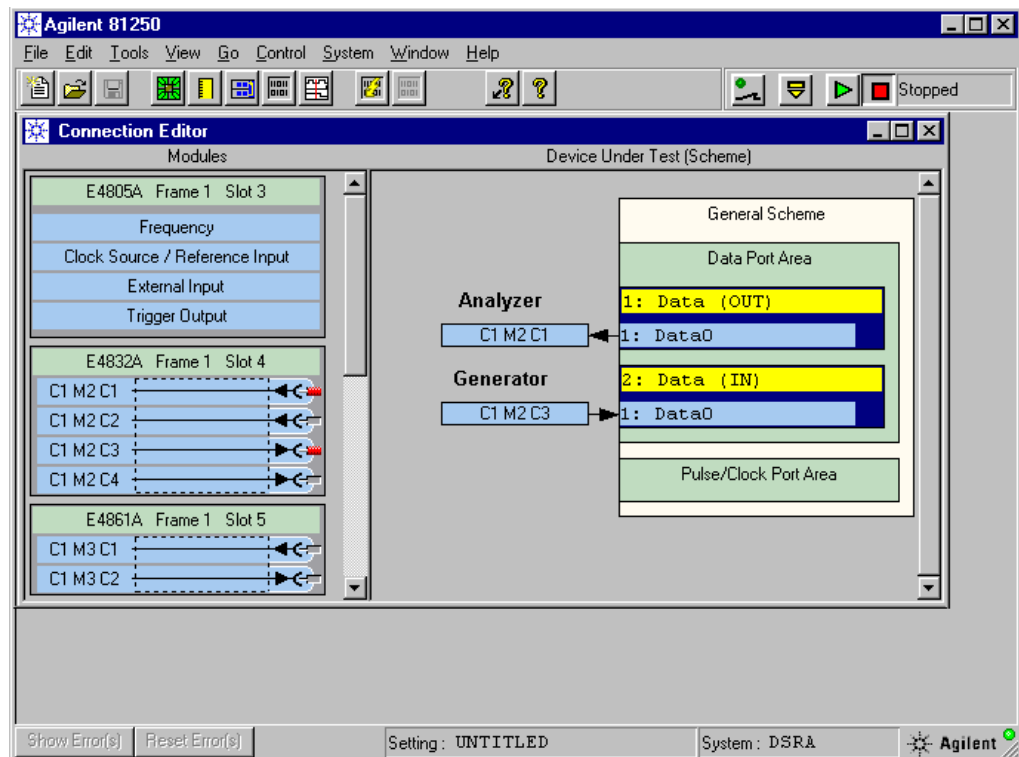 Agilent 81250
File Edit Tools View Go Control System Window Help
Stopped
Connection Editor
Modules
Device Under Test (Scheme)
E4805A Frame 1 Slot 3
Frequency
Clock Source / Reference Input
External Input
Trigger Output
E4832A Frame 1 Slot 4
C1 M2 C1
C1 M2 C2
C1 M2 C3
C1 M2 C4
E4861A Frame 1 Slot 5
C1 M3 C1
C1 M3 C2
General Scheme
Data Port Area
Analyzer
1: Data (OUT)
C1 M2 C1
1: Data0
Generator
2: Data (IN)
C1 M2 C3
1: Data0
Pulse/Clock Port Area
Show Error(s) Reset Error(s) Setting : UNTITLED System : DSRA Agilent